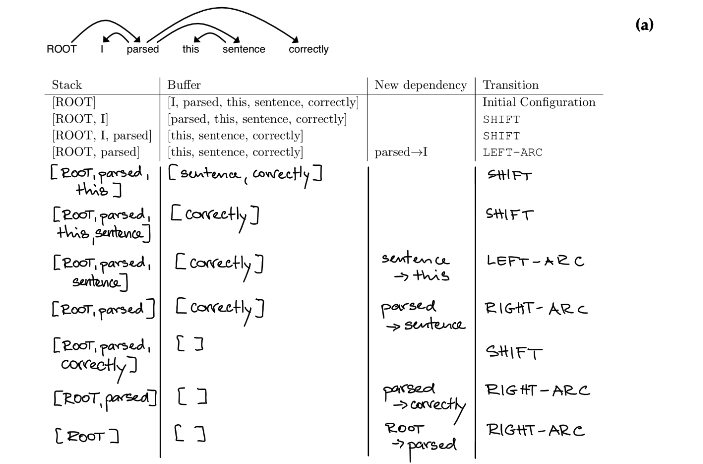 (a)
ROOT I parsed this sentence correctly
Stack Buffer New dependency Transition
[ROOT] [I, parsed, this, sentence, correctly] Initial Configuration
[ROOT, I] [parsed, this, sentence, correctly] SHIFT
[ROOT, I, parsed] [this, sentence, correctly] SHIFT
[ROOT, parsed] [this, sentence, correctly] parsed→I LEFT-ARC
[ROOT, parsed, [sentence, correctly] SHIFT
this]
[ROOT, parsed, [correctly] SHIFT
this, sentence]
[ROOT, parsed, [correctly] sentence LEFT-ARC
sentence] →this
[ROOT, parsed] [correctly] parsed RIGHT-ARC
→sentence
[ROOT, parsed, [ ] SHIFT
correctly]
[ROOT, parsed] [ ] parsed RIGHT-ARC
→correctly
[ROOT] [ ] ROOT RIGHT-ARC
→parsed